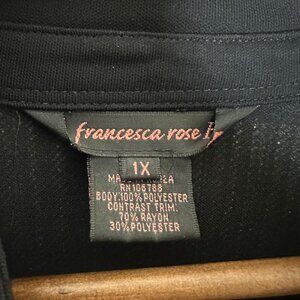 francesca rose
1X
RN106788
BODY:100% POLYESTER
CONTRAST TRIM:
70% RAYON
30% POLYESTER